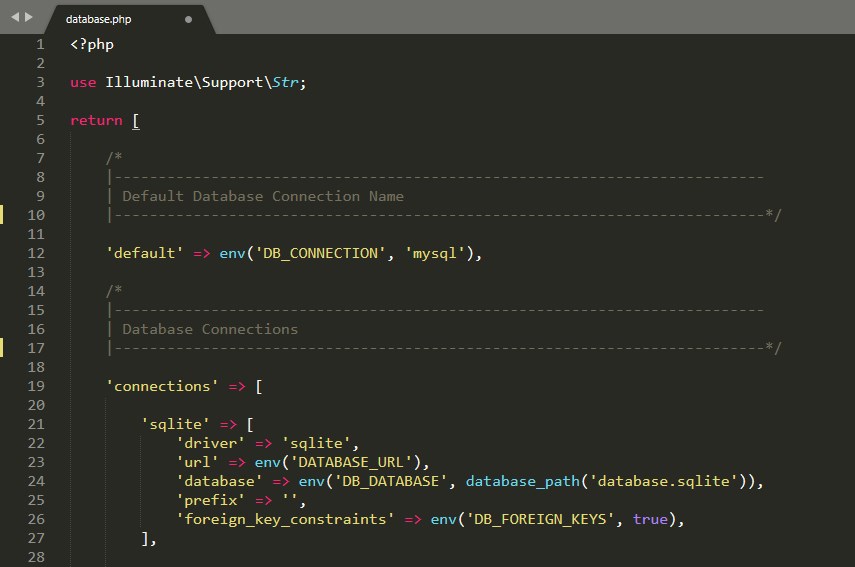 database.php
1 <?php
2
3 use Illuminate\Support\Str;
4
5 return [
6
7 /*
8 |--------------------------------------------------------------------------
9 | Default Database Connection Name
10 |--------------------------------------------------------------------------*/
11
12 'default' => env('DB_CONNECTION', 'mysql'),
13
14 /*
15 |--------------------------------------------------------------------------
16 | Database Connections
17 |--------------------------------------------------------------------------*/
18
19 'connections' => [
20
21 'sqlite' => [
22 'driver' => 'sqlite',
23 'url' => env('DATABASE_URL'),
24 'database' => env('DB_DATABASE', database_path('database.sqlite')),
25 'prefix' => '',
26 'foreign_key_constraints' => env('DB_FOREIGN_KEYS', true),
27 ],
28